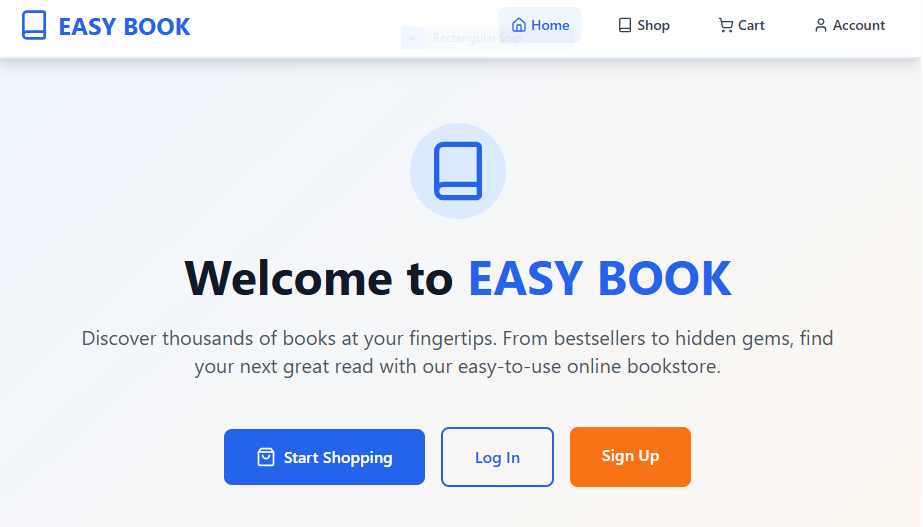 EASY BOOK
Home
Shop
Cart
Account
Rectangular Snip
Welcome to EASY BOOK
Discover thousands of books at your fingertips. From bestsellers to hidden gems, find
your next great read with our easy-to-use online bookstore.
Start Shopping
Log In
Sign Up